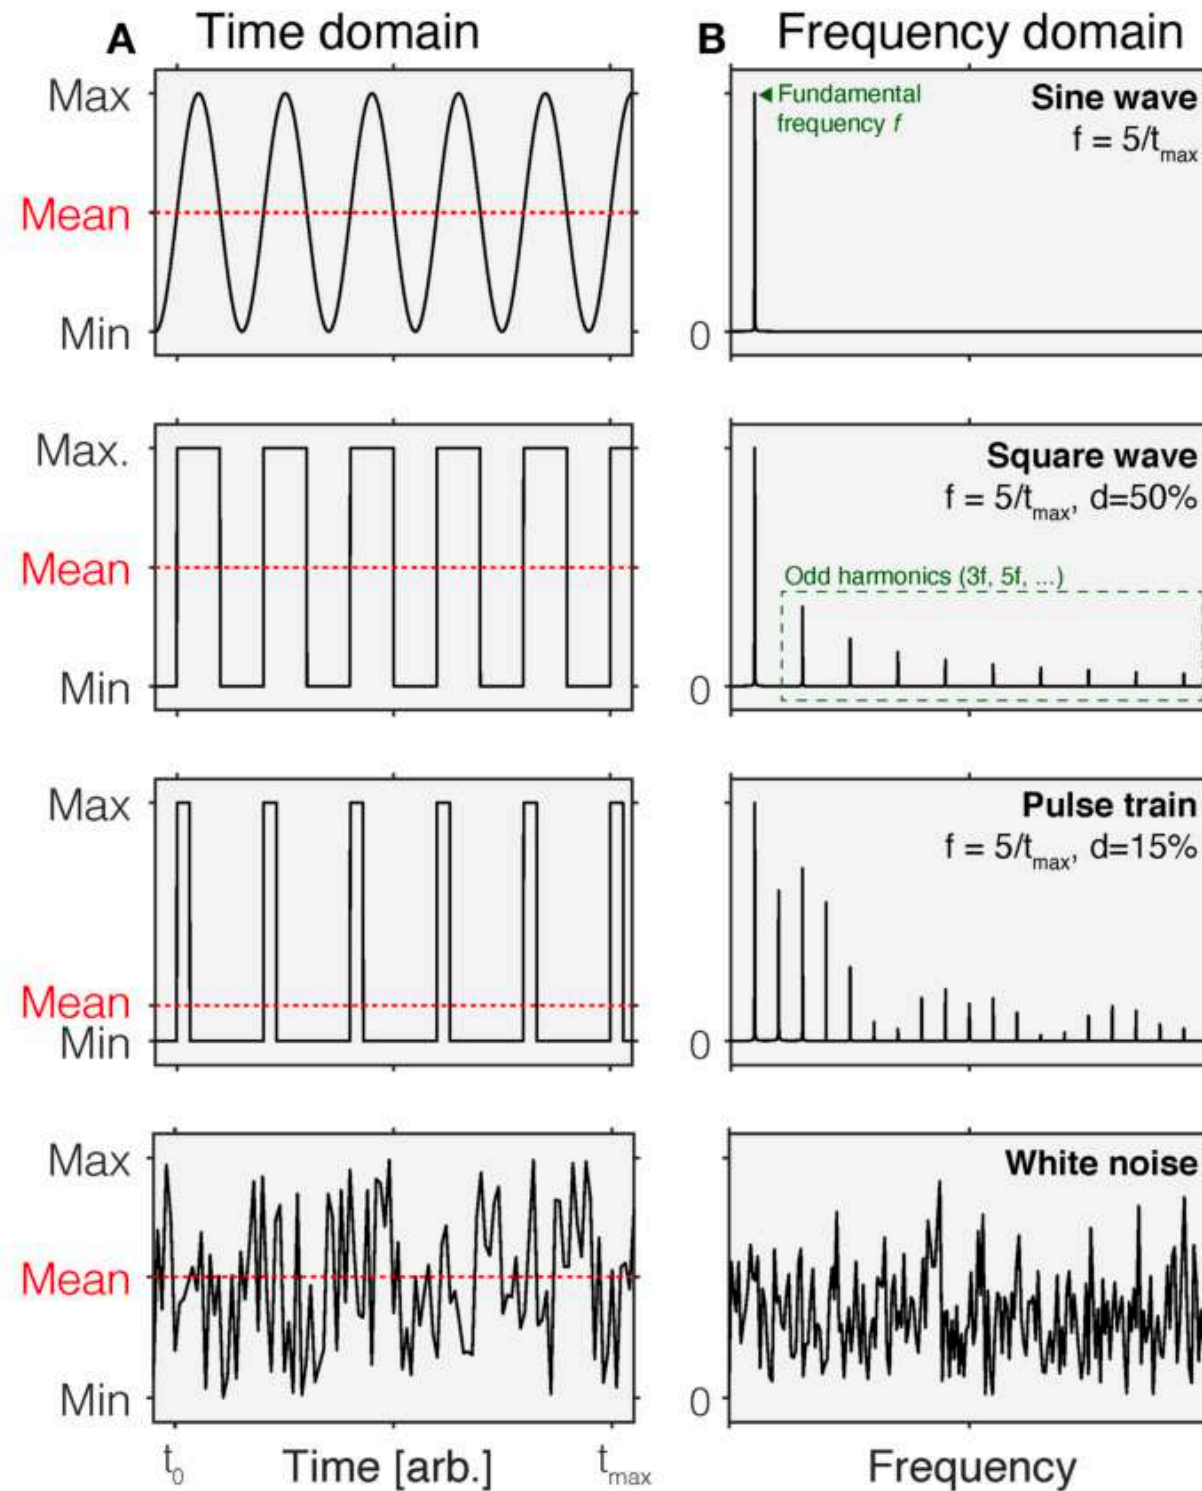 A Time domain
B Frequency domain
Max
Mean
Min
◄ Fundamental
frequency f
Sine wave
f = 5/tmax
0
Max.
Mean
Min
Square wave
f = 5/tmax, d=50%
Odd harmonics (3f, 5f, ...)
0
Max
Mean
Min
Pulse train
f = 5/tmax, d=15%
0
Max
Mean
Min
White noise
0
t0 Time [arb.] tmax
Frequency